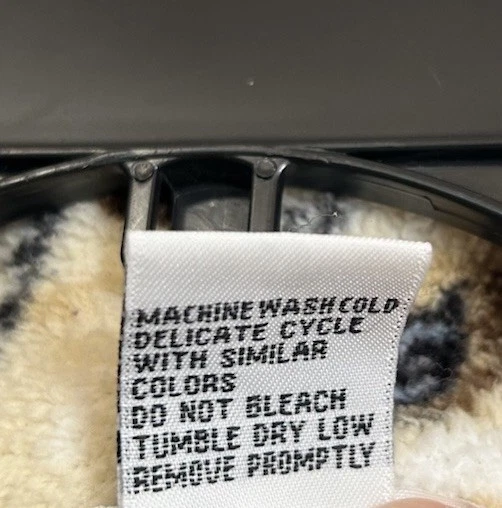 MACHINE WASH COLD
DELICATE CYCLE
WITH SIMILAR
COLORS
DO NOT BLEACH
TUMBLE DRY LOW
REMOVE PROMPTLY